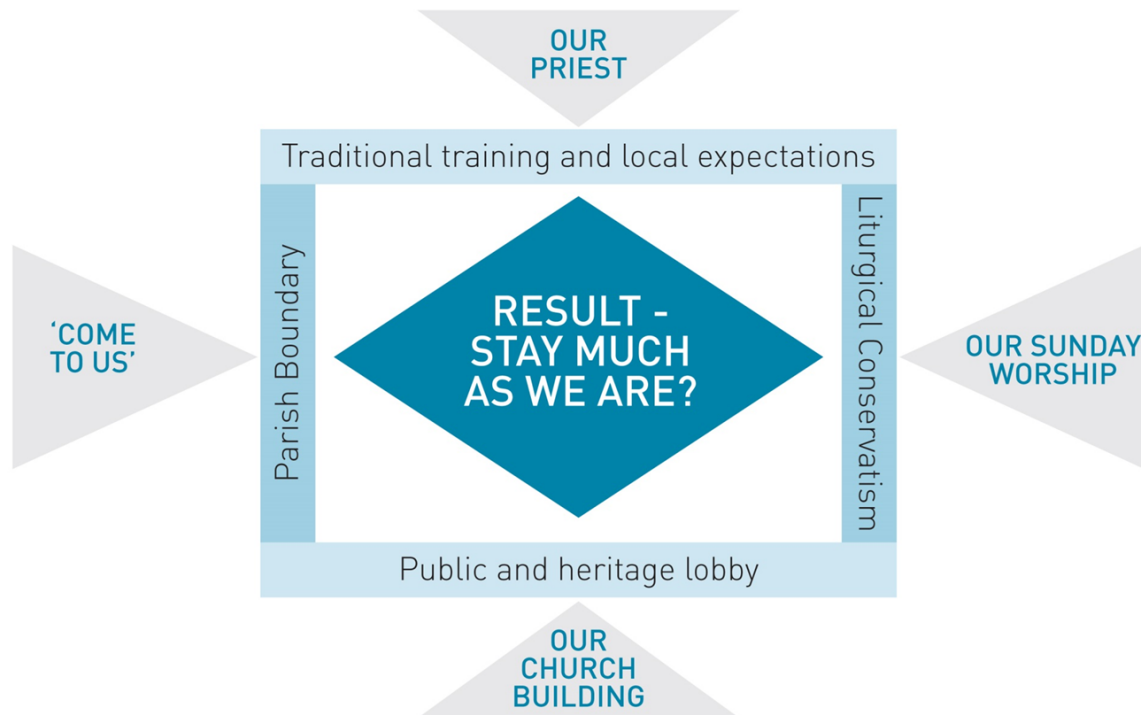 OUR
PRIEST
Traditional training and local expectations
'COME
TO US'
Parish Boundary
RESULT -
STAY MUCH
AS WE ARE?
Liturgical Conservatism
OUR SUNDAY
WORSHIP
Public and heritage lobby
OUR
CHURCH
BUILDING